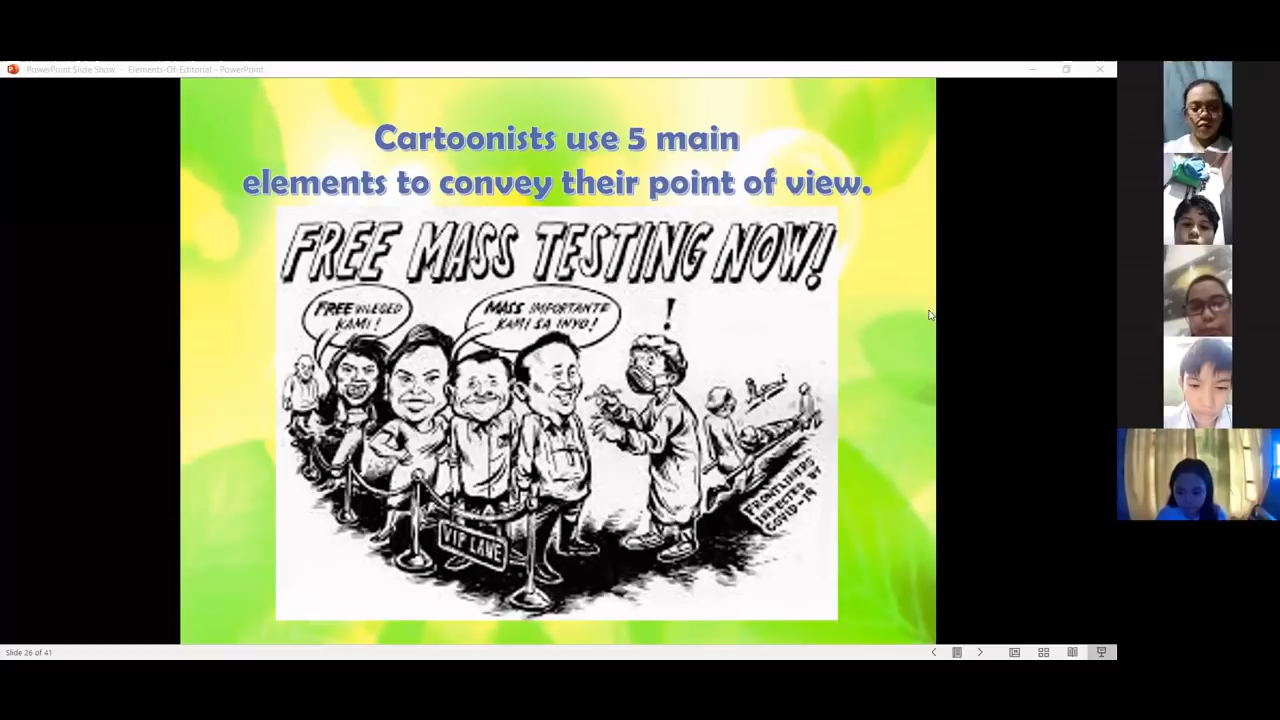 PowerPoint Slide Show - Elements-Of-Editorial - PowerPoint
Cartoonists use 5 main
elements to convey their point of view.
FREE MASS TESTING NOW!
FREEVILEGED
KAMI!
MASS IMPORTANTE
KAMI SA INYO!
!
VIP LANE
FRONTLINERS
INFECTED BY
COVID-19
Slide 26 of 41